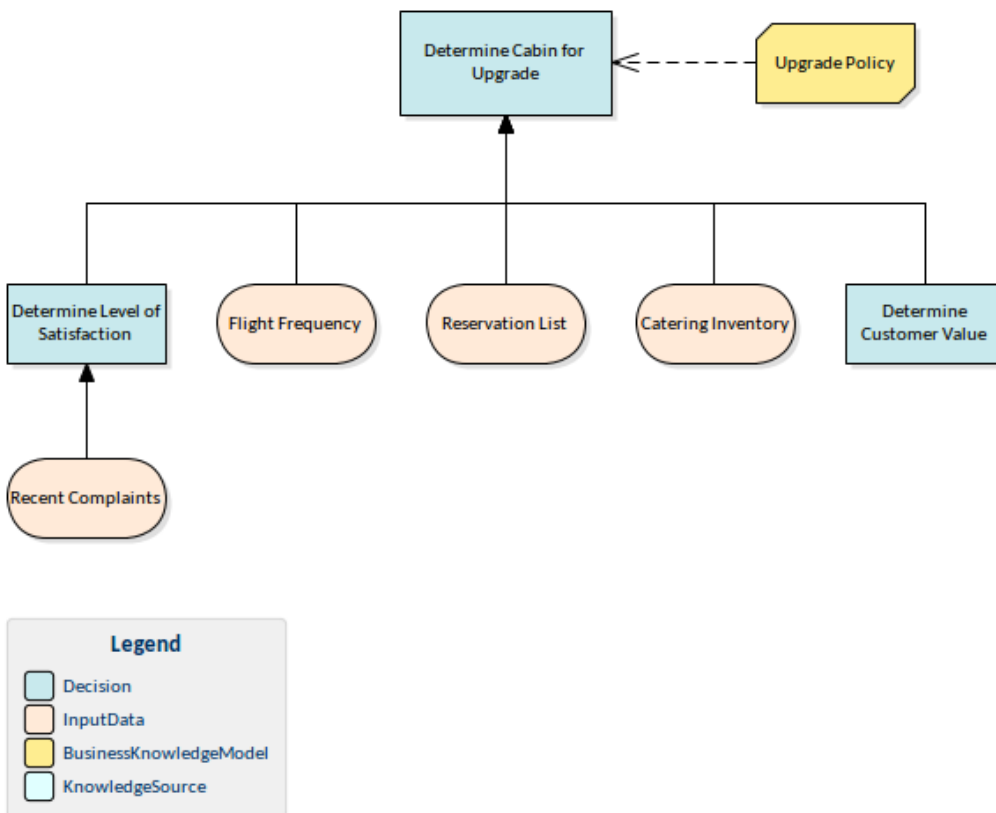 Determine Cabin for
Upgrade
Upgrade Policy
Determine Level of
Satisfaction
Flight Frequency
Reservation List
Catering Inventory
Determine
Customer Value
Recent Complaints
Legend
Decision
InputData
BusinessKnowledgeModel
KnowledgeSource